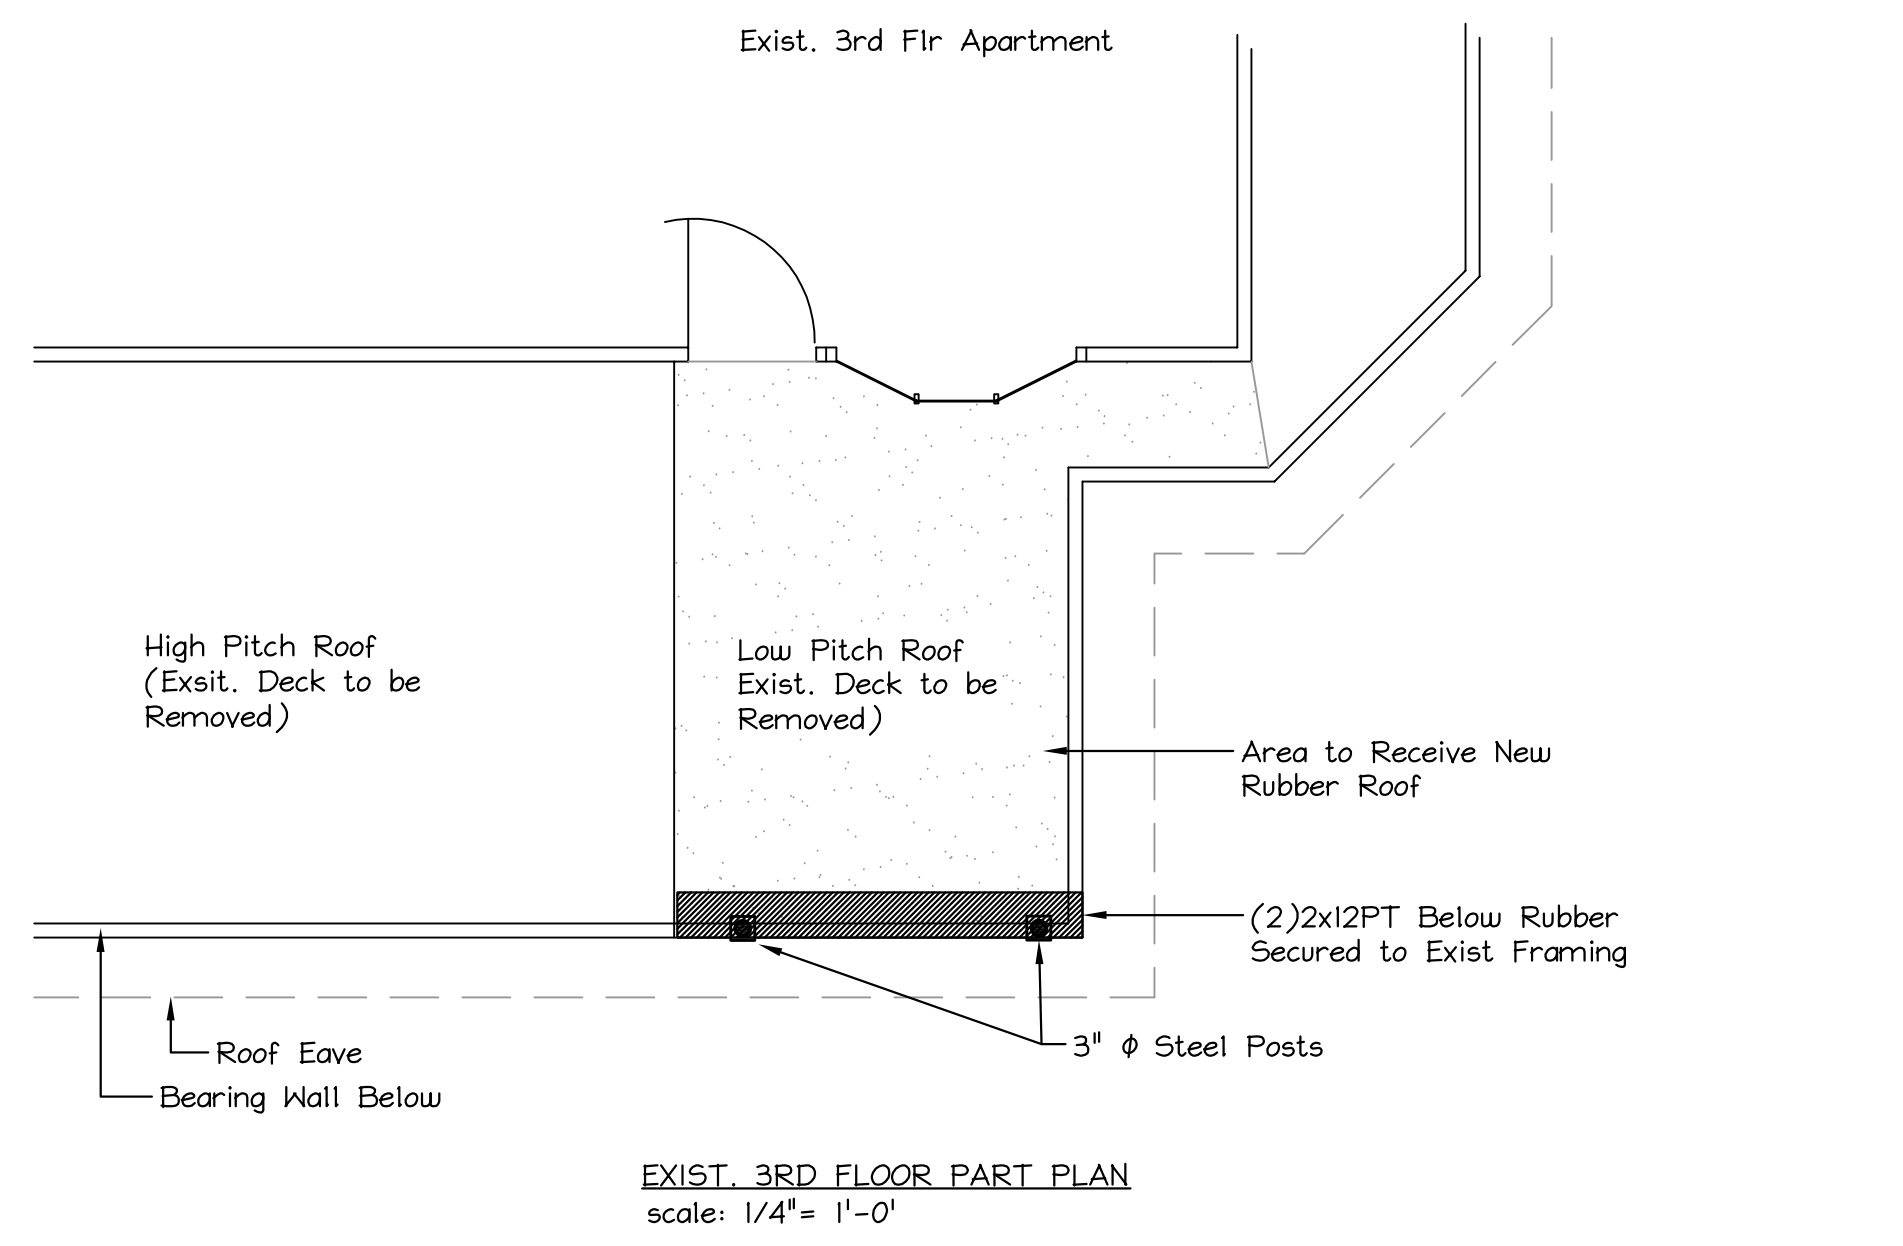 Exist. 3rd Flr Apartment
High Pitch Roof
(Exsit. Deck to be
Removed)
Low Pitch Roof
Exist. Deck to be
Removed)
Area to Receive New
Rubber Roof
(2)2x12PT Below Rubber
Secured to Exist Framing
3" ϕ Steel Posts
Roof Eave
Bearing Wall Below
EXIST. 3RD FLOOR PART PLAN
scale: 1/4"= 1'-0'